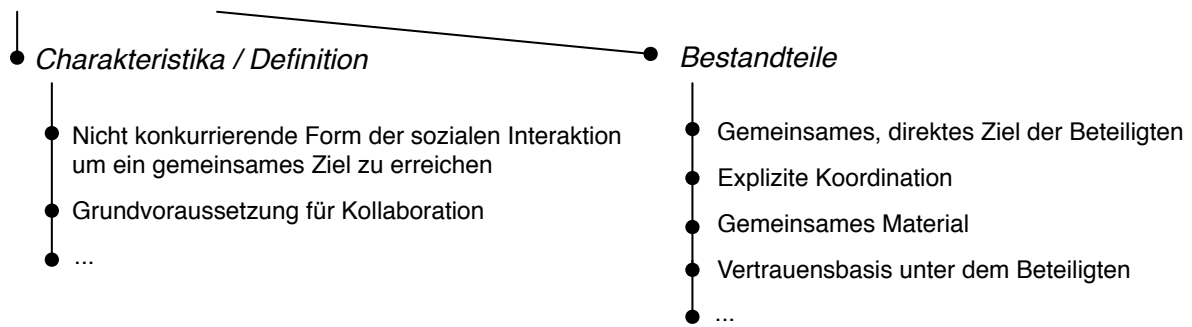 Charakteristika / Definition
Nicht konkurrierende Form der sozialen Interaktion
um ein gemeinsames Ziel zu erreichen
Grundvoraussetzung für Kollaboration
...
Bestandteile
Gemeinsames, direktes Ziel der Beteiligten
Explizite Koordination
Gemeinsames Material
Vertrauensbasis unter dem Beteiligten
...